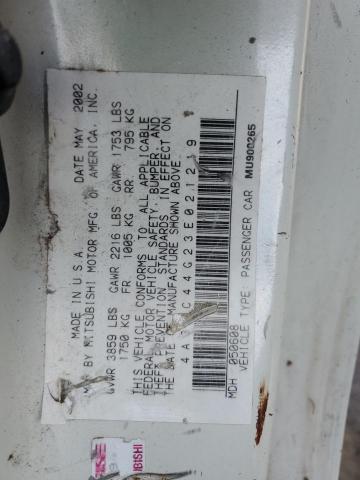 MADE IN U S A DATE MAY 2002
MFD BY MITSUBISHI MOTOR MFG OF AMERICA, INC.
GVWR 3859 LBS GAWR 2216 LBS GAWR 1753 LBS
1750 KG FR 1005 KG RR 795 KG
THIS VEHICLE CONFORMS TO ALL APPLICABLE
FEDERAL MOTOR VEHICLE SAFETY, BUMPER AND
THEFT PREVENTION STANDARDS IN EFFECT ON
THE DATE MANUFACTURE SHOWN ABOVE
4A C44G23E021219
MDH 050608 MU900265
VEHICLE TYPE: PASSENGER CAR
UBISHI